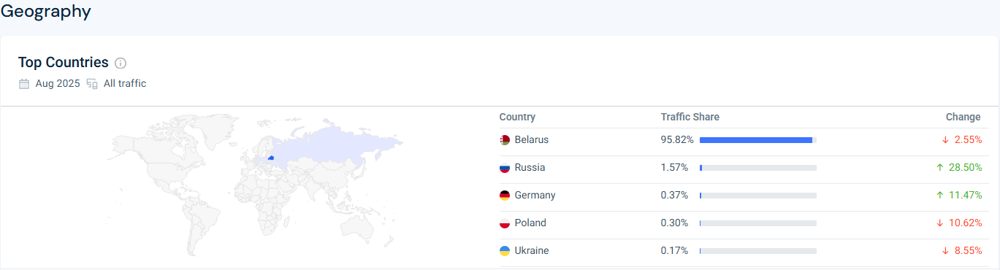 Geography
Top Countries
Aug 2025 All traffic
Country Traffic Share Change
Belarus 95.82% ↓ 2.55%
Russia 1.57% ↑ 28.50%
Germany 0.37% ↑ 11.47%
Poland 0.30% ↓ 10.62%
Ukraine 0.17% ↓ 8.55%